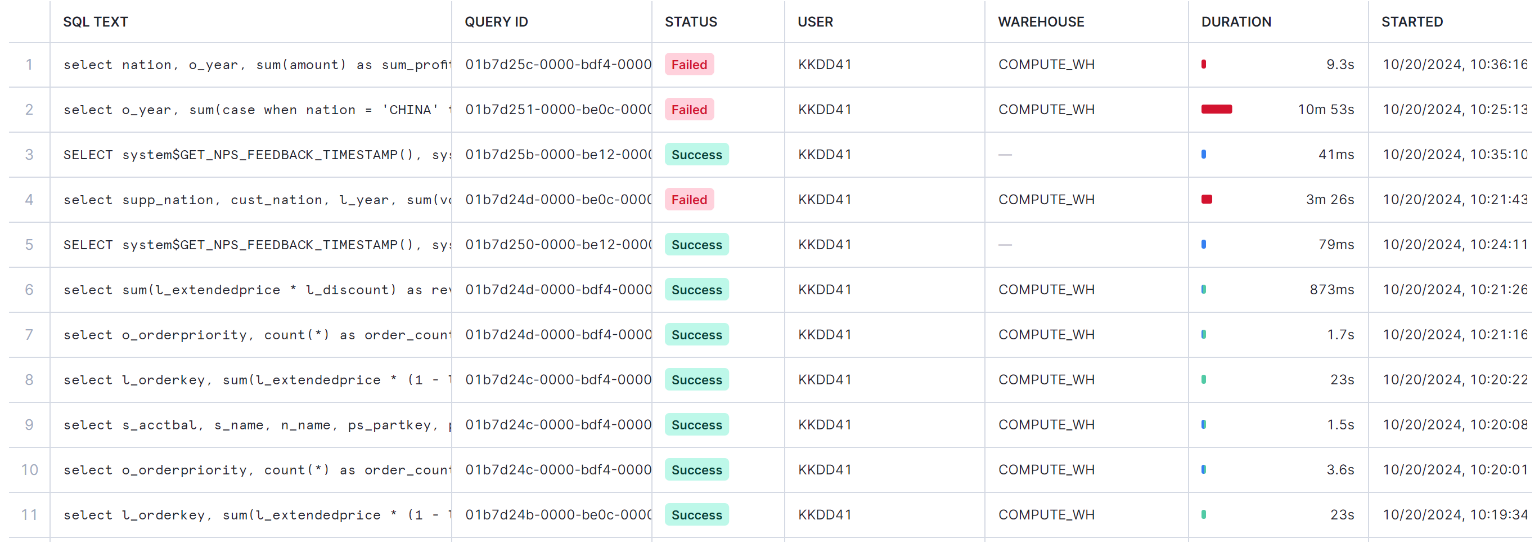 SQL TEXT QUERY ID STATUS USER WAREHOUSE DURATION STARTED
1 select nation, o_year, sum(amount) as sum_profi 01b7d25c-0000-bdf4-0000 Failed KKDD41 COMPUTE_WH 9.3s 10/20/2024, 10:36:16
2 select o_year, sum(case when nation = 'CHINA' 01b7d251-0000-be0c-0000 Failed KKDD41 COMPUTE_WH 10m 53s 10/20/2024, 10:25:13
3 SELECT system$GET_NPS_FEEDBACK_TIMESTAMP(), sys 01b7d25b-0000-be12-0000 Success KKDD41 — 41ms 10/20/2024, 10:35:10
4 select supp_nation, cust_nation, l_year, sum(vo 01b7d24d-0000-be0c-0000 Failed KKDD41 COMPUTE_WH 3m 26s 10/20/2024, 10:21:43
5 SELECT system$GET_NPS_FEEDBACK_TIMESTAMP(), sys 01b7d250-0000-be12-0000 Success KKDD41 — 79ms 10/20/2024, 10:24:11
6 select sum(l_extendedprice * l_discount) as rev 01b7d24d-0000-bdf4-0000 Success KKDD41 COMPUTE_WH 873ms 10/20/2024, 10:21:26
7 select o_orderpriority, count(*) as order_coun 01b7d24d-0000-bdf4-0000 Success KKDD41 COMPUTE_WH 1.7s 10/20/2024, 10:21:16
8 select l_orderkey, sum(l_extendedprice * (1 - 01b7d24c-0000-bdf4-0000 Success KKDD41 COMPUTE_WH 23s 10/20/2024, 10:20:22
9 select s_acctbal, s_name, n_name, ps_partkey, 01b7d24c-0000-bdf4-0000 Success KKDD41 COMPUTE_WH 1.5s 10/20/2024, 10:20:08
10 select o_orderpriority, count(*) as order_coun 01b7d24c-0000-bdf4-0000 Success KKDD41 COMPUTE_WH 3.6s 10/20/2024, 10:20:01
11 select l_orderkey, sum(l_extendedprice * (1 - 01b7d24b-0000-be0c-0000 Success KKDD41 COMPUTE_WH 23s 10/20/2024, 10:19:34